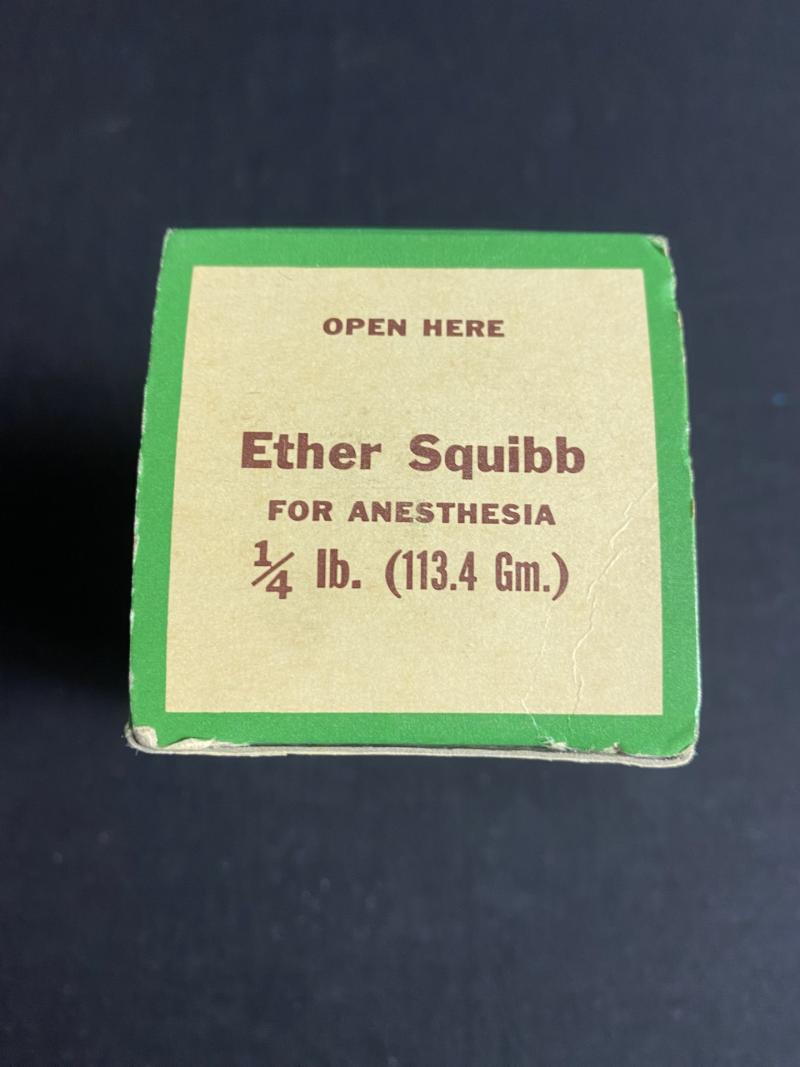 OPEN HERE
Ether Squibb
FOR ANESTHESIA
¼ lb. (113.4 Gm.)